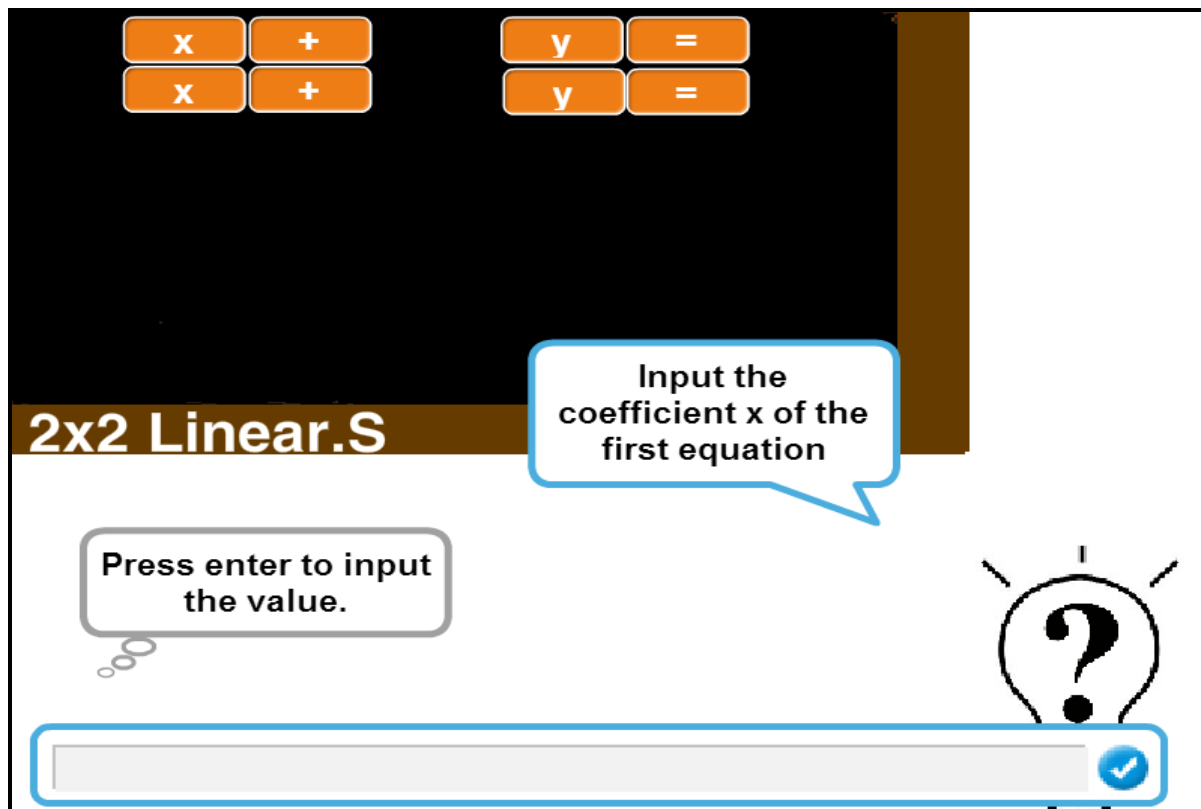 x + y =
x + y =
Input the
coefficient x of the
first equation
2x2 Linear.S
Press enter to input
the value.
?